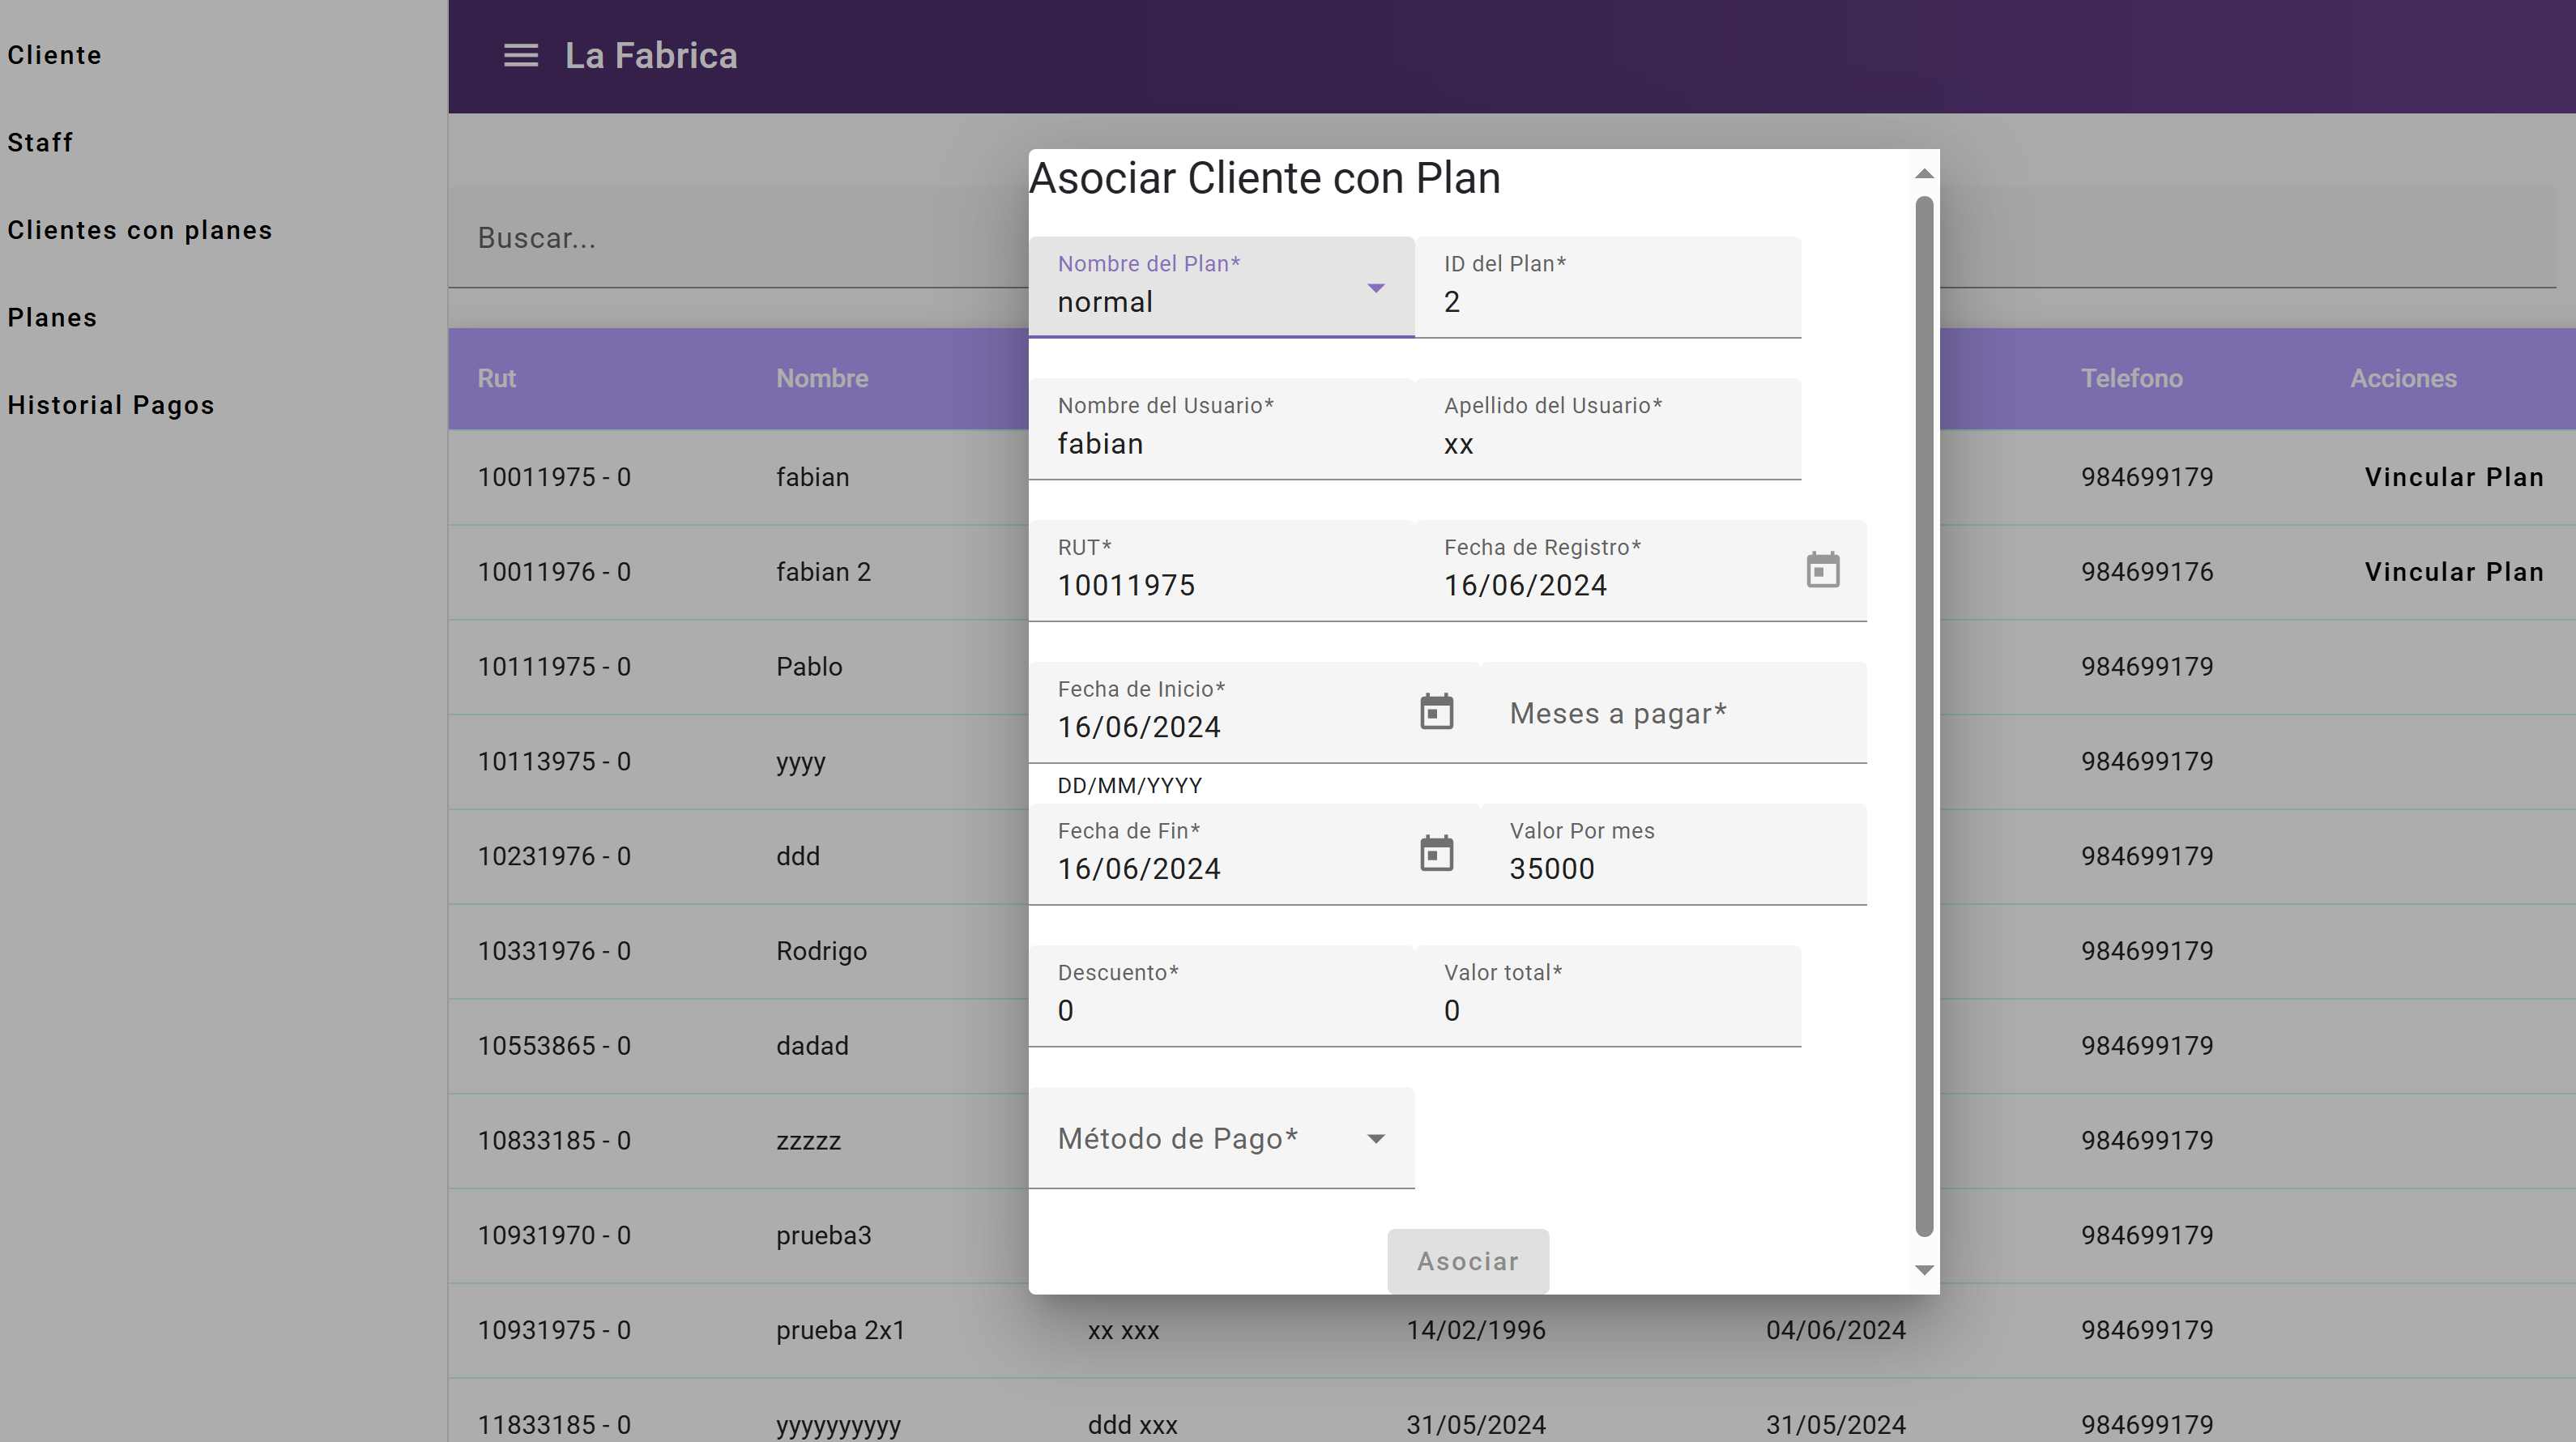 Cliente
Staff
Clientes con planes
Planes
Historial Pagos
La Fabrica
Buscar...
Rut Nombre Telefono Acciones
10011975 - 0 fabian 984699179 Vincular Plan
10011976 - 0 fabian 2 984699176 Vincular Plan
10111975 - 0 Pablo 984699179
10113975 - 0 yyyy 984699179
10231976 - 0 ddd 984699179
10331976 - 0 Rodrigo 984699179
10553865 - 0 dadad 984699179
10833185 - 0 zzzzz 984699179
10931970 - 0 prueba3 984699179
10931975 - 0 prueba 2x1 xx xxx 14/02/1996 04/06/2024 984699179
11833185 - 0 yyyyyyyyyy ddd xxx 31/05/2024 31/05/2024 984699179
Asociar Cliente con Plan
Nombre del Plan* ID del Plan*
normal 2
Nombre del Usuario* Apellido del Usuario*
fabian xx
RUT* Fecha de Registro*
10011975 16/06/2024
Fecha de Inicio* Meses a pagar*
16/06/2024
DD/MM/YYYY
Fecha de Fin* Valor Por mes
16/06/2024 35000
Descuento* Valor total*
0 0
Método de Pago*
Asociar